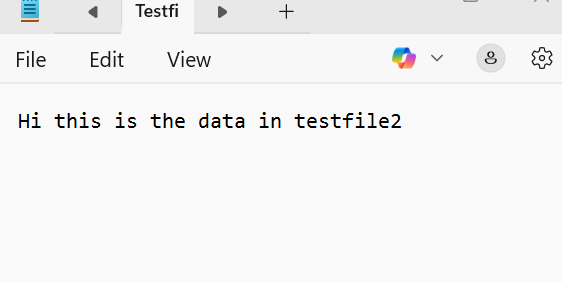 Testfi
File Edit View
Hi this is the data in testfile2